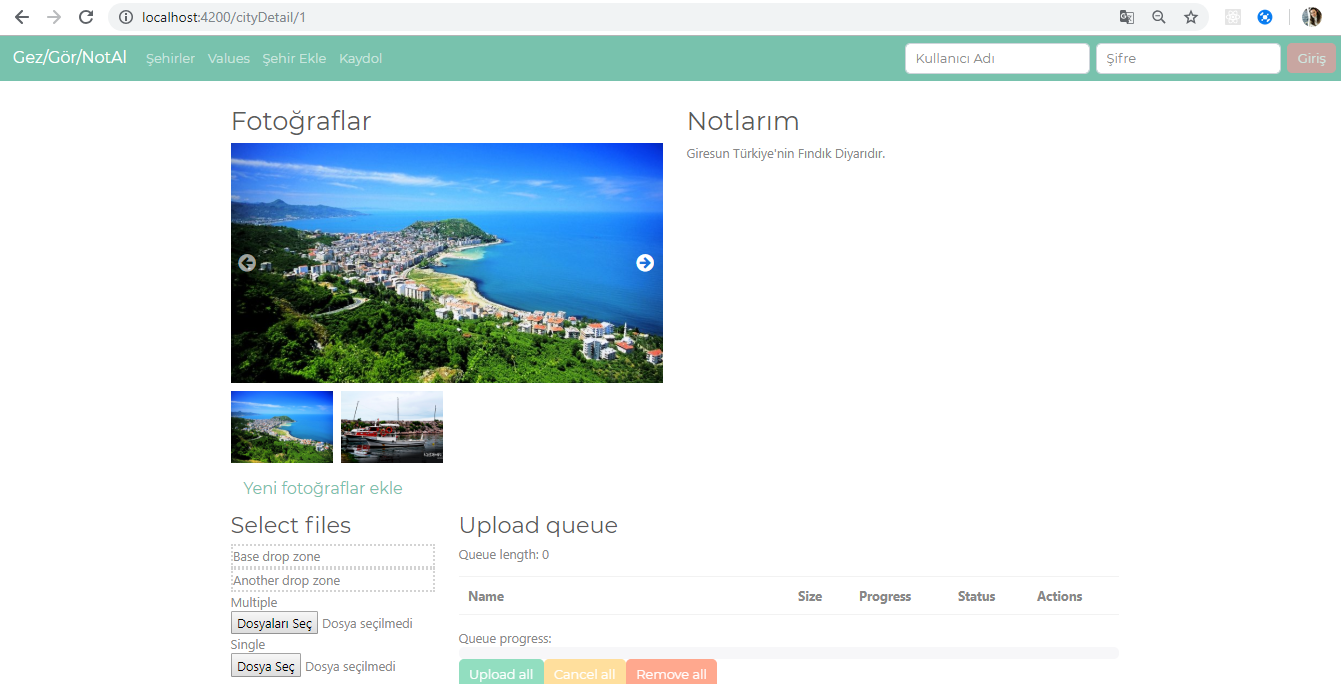 localhost:4200/cityDetail/1
Gez/Gör/NotAl Şehirler Values Şehir Ekle Kaydol Kullanıcı Adı Şifre Giriş
Fotoğraflar
Notlarım
Giresun Türkiye'nin Fındık Diyarıdır.
Yeni fotoğraflar ekle
Select files
Base drop zone
Another drop zone
Multiple
Dosyaları Seç Dosya seçilmedi
Single
Dosya Seç Dosya seçilmedi
Upload queue
Queue length: 0
Name Size Progress Status Actions
Queue progress:
Upload all Cancel all Remove all